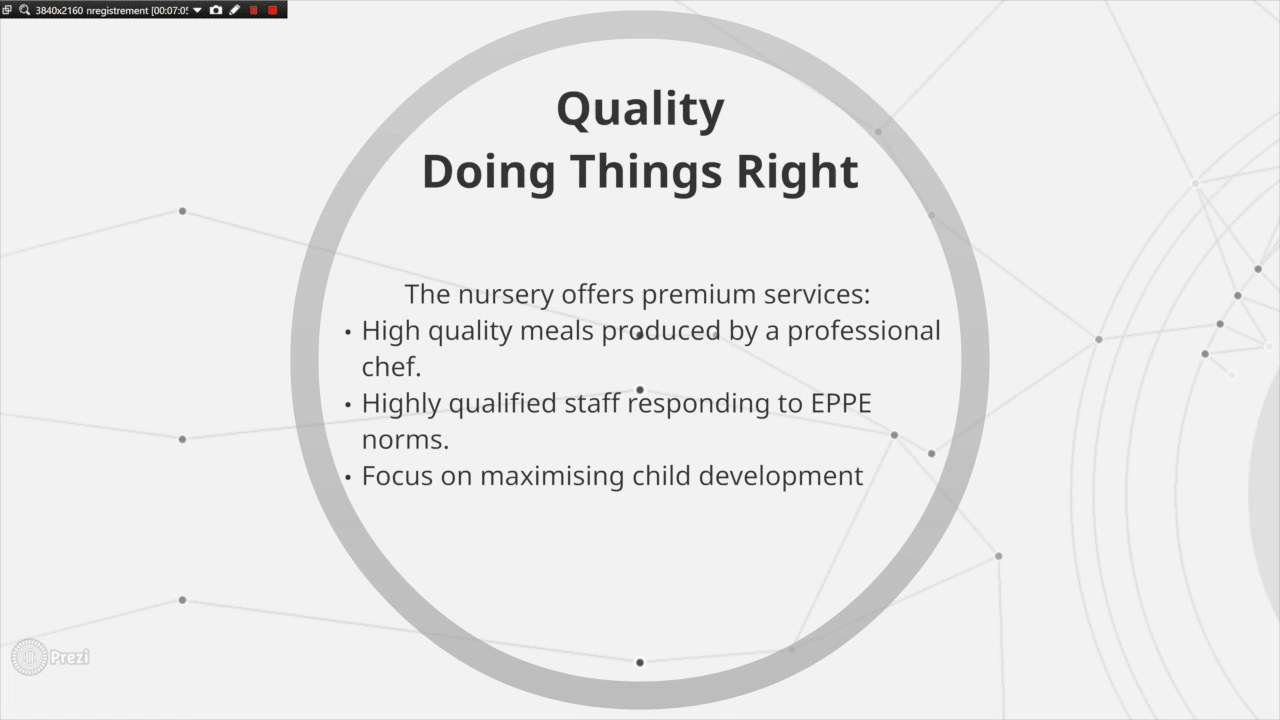 3840x2160 nregistrement [00:07:05
Quality
Doing Things Right
The nursery offers premium services:
• High quality meals produced by a professional
chef.
• Highly qualified staff responding to EPPE
norms.
• Focus on maximising child development
Prezi